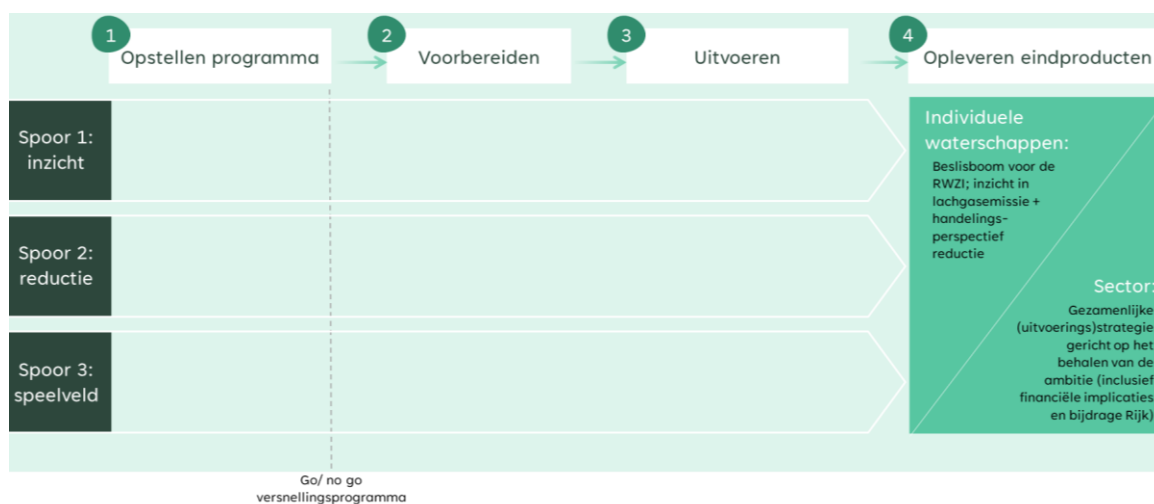 1
Opstellen programma
2
Voorbereiden
3
Uitvoeren
4
Opleveren eindproducten
Spoor 1:
inzicht
Spoor 2:
reductie
Spoor 3:
speelveld
Individuele
waterschappen:
Beslisboom voor de
RWZI; inzicht in
lachgasemissie +
handelings-
perspectief
reductie
Sector:
Gezamenlijke
(uitvoerings)strategie
gericht op het
behalen van de
ambitie (inclusief
financiële implicaties
en bijdrage Rijk)
Go/ no go
versnellingsprogramma